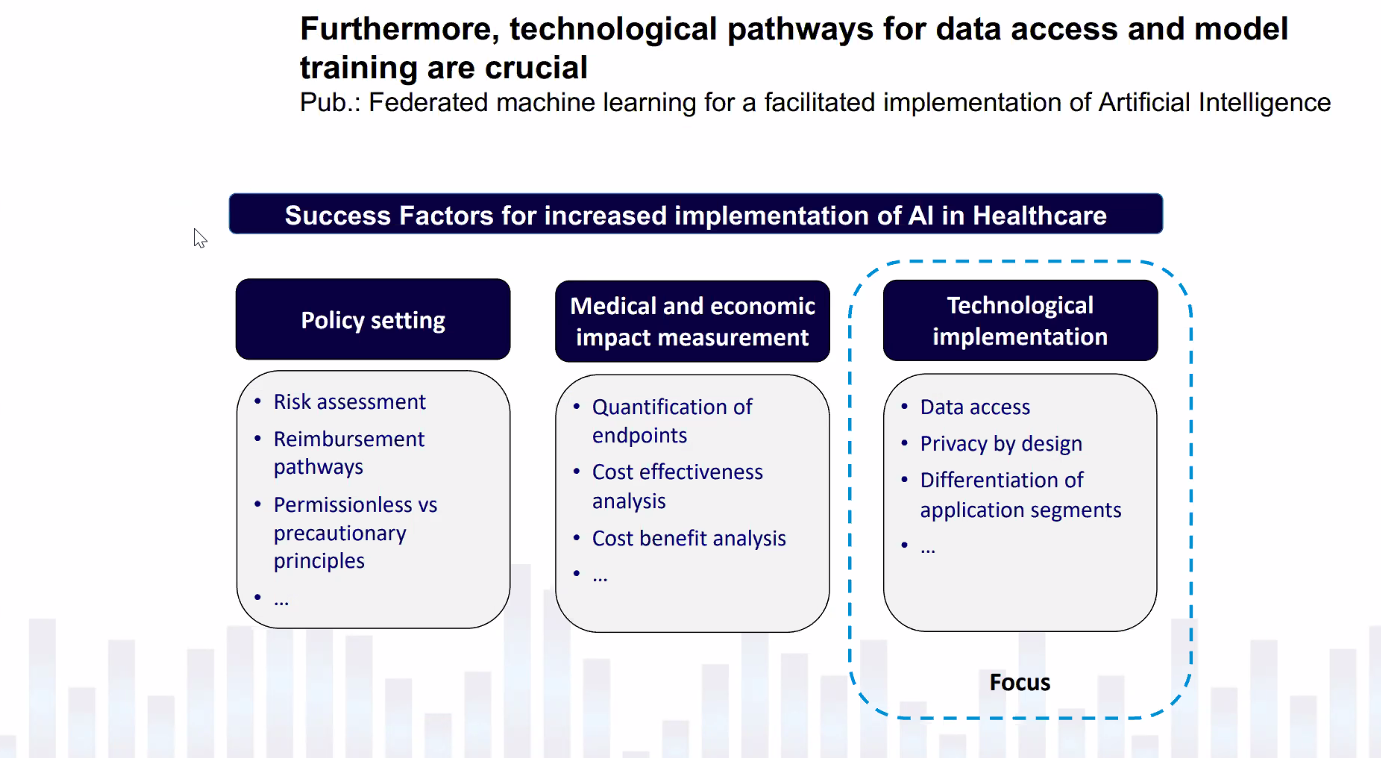 Furthermore, technological pathways for data access and model
training are crucial
Pub.: Federated machine learning for a facilitated implementation of Artificial Intelligence
Success Factors for increased implementation of AI in Healthcare
Policy setting
• Risk assessment
• Reimbursement
pathways
• Permissionless vs
precautionary
principles
• ...
Medical and economic
impact measurement
• Quantification of
endpoints
• Cost effectiveness
analysis
• Cost benefit analysis
• ...
Technological
implementation
• Data access
• Privacy by design
• Differentiation of
application segments
• ...
Focus